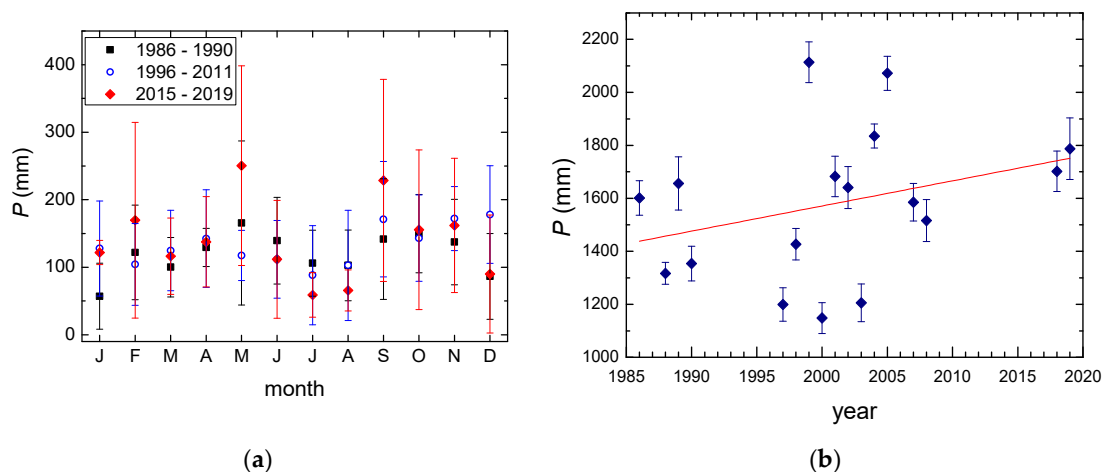 400
300
200
100
0
P (mm)
1986 - 1990
1996 - 2011
2015 - 2019
J F M A M J J A S O N D
month
(a)
2200
2000
1800
1600
1400
1200
1000
P (mm)
1985 1990 1995 2000 2005 2010 2015 2020
year
(b)